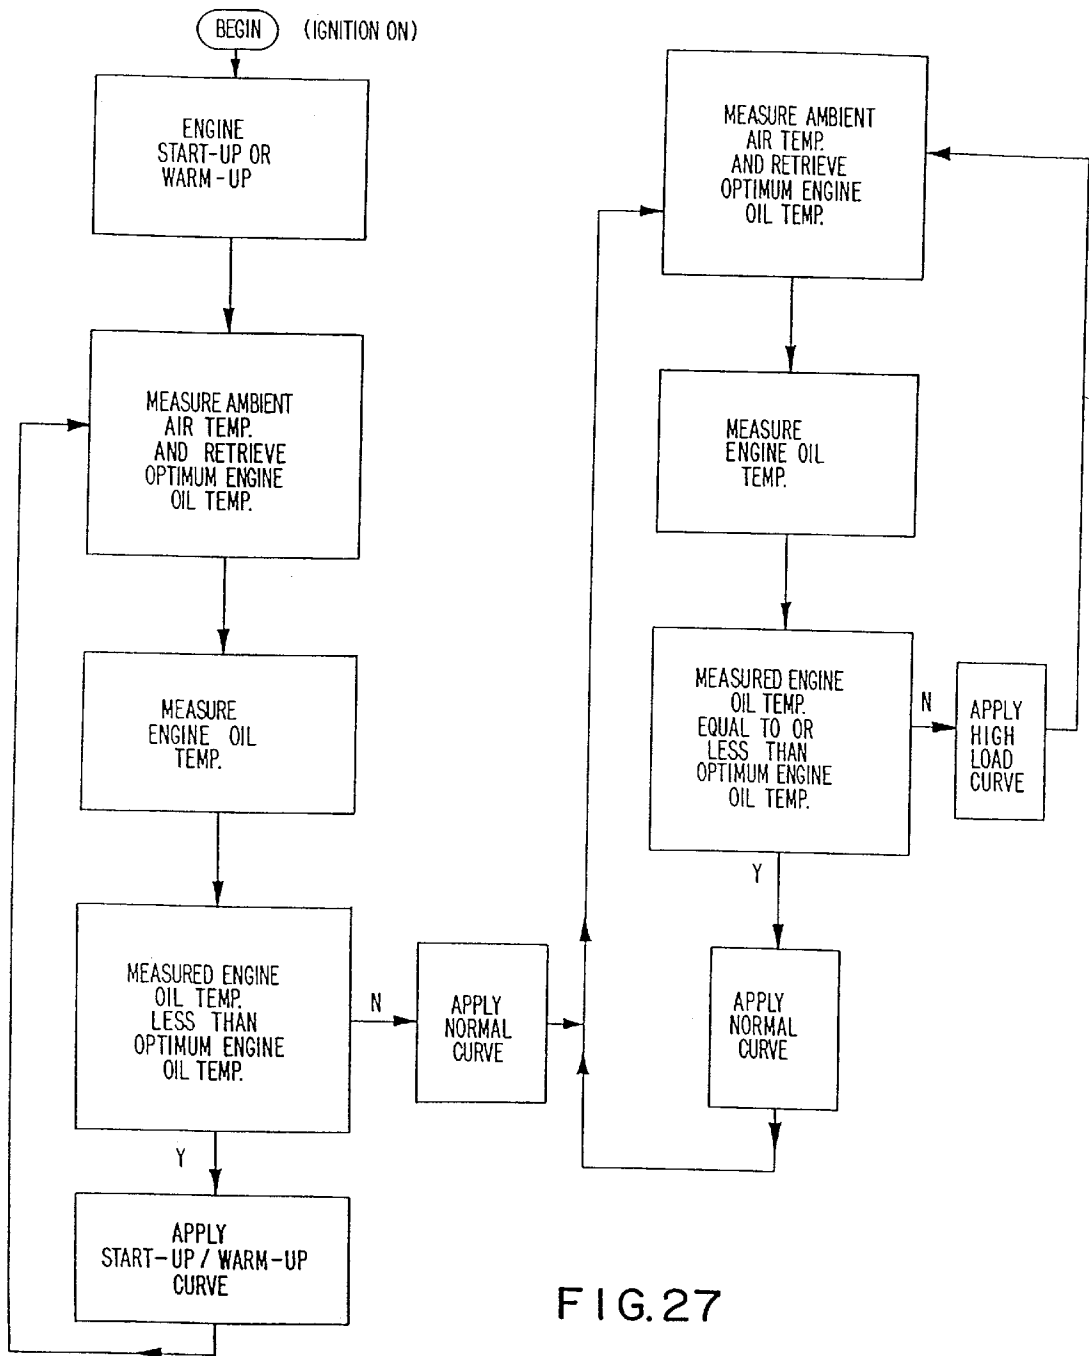 BEGIN (IGNITION ON)
ENGINE
START-UP OR
WARM-UP
MEASURE AMBIENT
AIR TEMP.
AND RETRIEVE
OPTIMUM ENGINE
OIL TEMP.
MEASURE
ENGINE OIL
TEMP.
MEASURED ENGINE
OIL TEMP.
LESS THAN
OPTIMUM ENGINE
OIL TEMP.
N
APPLY
NORMAL
CURVE
Y
APPLY
START-UP / WARM-UP
CURVE
MEASURE AMBIENT
AIR TEMP.
AND RETRIEVE
OPTIMUM ENGINE
OIL TEMP.
MEASURE
ENGINE OIL
TEMP.
MEASURED ENGINE
OIL TEMP.
EQUAL TO OR
LESS THAN
OPTIMUM ENGINE
OIL TEMP.
N
APPLY
HIGH
LOAD
CURVE
Y
APPLY
NORMAL
CURVE
FIG.27